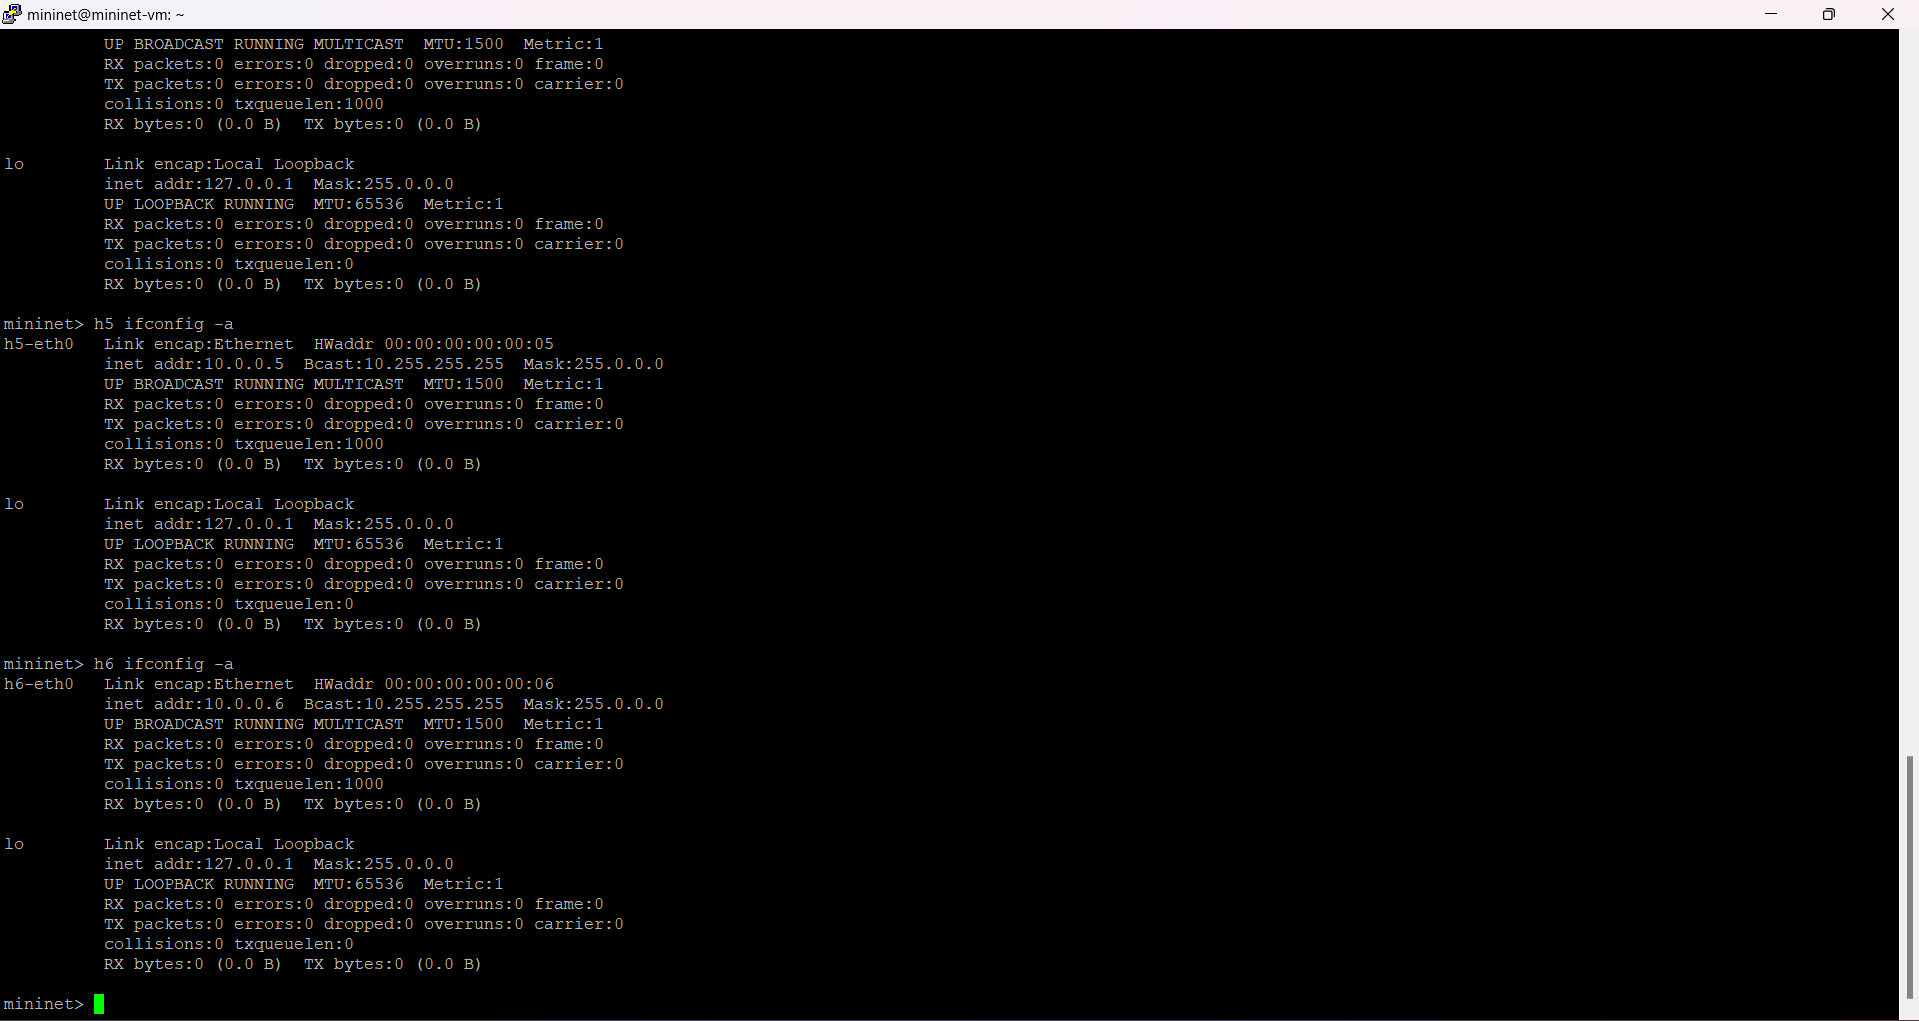 mininet@mininet-vm: ~
UP BROADCAST RUNNING MULTICAST  MTU:1500  Metric:1
RX packets:0 errors:0 dropped:0 overruns:0 frame:0
TX packets:0 errors:0 dropped:0 overruns:0 carrier:0
collisions:0 txqueuelen:1000
RX bytes:0 (0.0 B)  TX bytes:0 (0.0 B)
lo        Link encap:Local Loopback
inet addr:127.0.0.1  Mask:255.0.0.0
UP LOOPBACK RUNNING  MTU:65536  Metric:1
RX packets:0 errors:0 dropped:0 overruns:0 frame:0
TX packets:0 errors:0 dropped:0 overruns:0 carrier:0
collisions:0 txqueuelen:0
RX bytes:0 (0.0 B)  TX bytes:0 (0.0 B)
mininet> h5 ifconfig -a
h5-eth0   Link encap:Ethernet  HWaddr 00:00:00:00:00:05
inet addr:10.0.0.5  Bcast:10.255.255.255  Mask:255.0.0.0
UP BROADCAST RUNNING MULTICAST  MTU:1500  Metric:1
RX packets:0 errors:0 dropped:0 overruns:0 frame:0
TX packets:0 errors:0 dropped:0 overruns:0 carrier:0
collisions:0 txqueuelen:1000
RX bytes:0 (0.0 B)  TX bytes:0 (0.0 B)
lo        Link encap:Local Loopback
inet addr:127.0.0.1  Mask:255.0.0.0
UP LOOPBACK RUNNING  MTU:65536  Metric:1
RX packets:0 errors:0 dropped:0 overruns:0 frame:0
TX packets:0 errors:0 dropped:0 overruns:0 carrier:0
collisions:0 txqueuelen:0
RX bytes:0 (0.0 B)  TX bytes:0 (0.0 B)
mininet> h6 ifconfig -a
h6-eth0   Link encap:Ethernet  HWaddr 00:00:00:00:00:06
inet addr:10.0.0.6  Bcast:10.255.255.255  Mask:255.0.0.0
UP BROADCAST RUNNING MULTICAST  MTU:1500  Metric:1
RX packets:0 errors:0 dropped:0 overruns:0 frame:0
TX packets:0 errors:0 dropped:0 overruns:0 carrier:0
collisions:0 txqueuelen:1000
RX bytes:0 (0.0 B)  TX bytes:0 (0.0 B)
lo        Link encap:Local Loopback
inet addr:127.0.0.1  Mask:255.0.0.0
UP LOOPBACK RUNNING  MTU:65536  Metric:1
RX packets:0 errors:0 dropped:0 overruns:0 frame:0
TX packets:0 errors:0 dropped:0 overruns:0 carrier:0
collisions:0 txqueuelen:0
RX bytes:0 (0.0 B)  TX bytes:0 (0.0 B)
mininet>